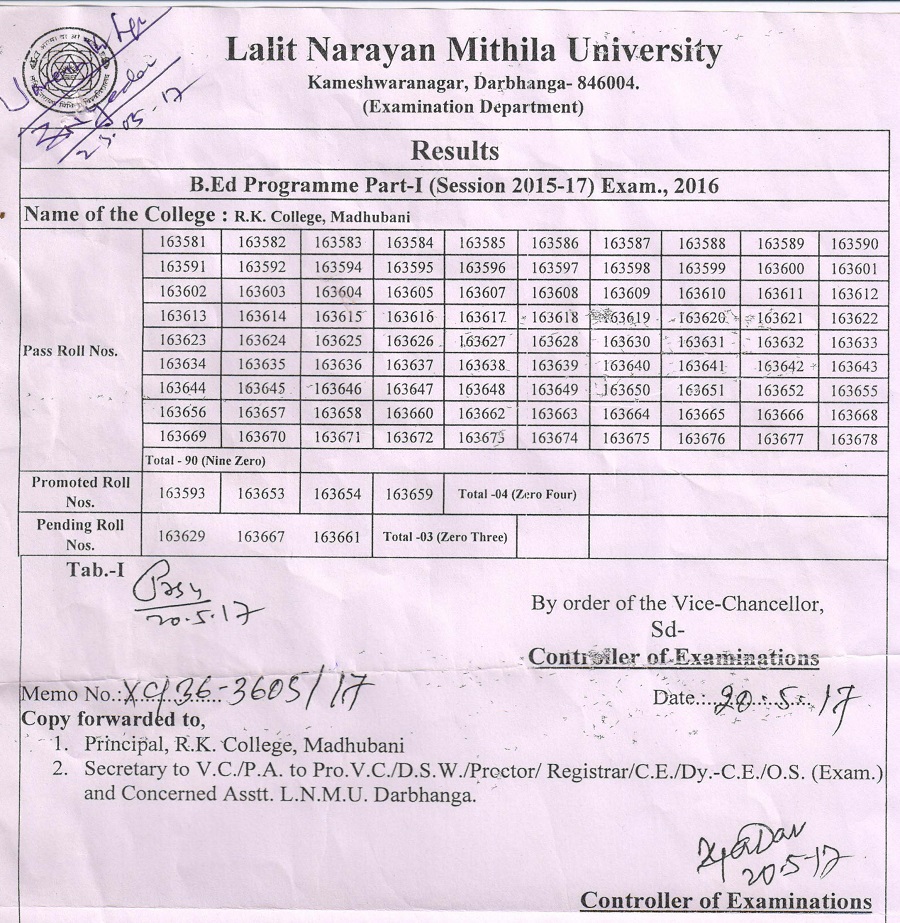 Lalit Narayan Mithila University
Kameshwaranagar, Darbhanga- 846004.
(Examination Department)
23.05-17
Results
B.Ed Programme Part-I (Session 2015-17) Exam., 2016
Name of the College : R.K. College, Madhubani
Pass Roll Nos.
163581 163582 163583 163584 163585 163586 163587 163588 163589 163590
163591 163592 163594 163595 163596 163597 163598 163599 163600 163601
163602 163603 163604 163605 163607 163608 163609 163610 163611 163612
163613 163614 163615 163616 163617 163618 163619 163620 163621 163622
163623 163624 163625 163626 163627 163628 163630 163631 163632 163633
163634 163635 163636 163637 163638 163639 163640 163641 163642 163643
163644 163645 163646 163647 163648 163649 163650 163651 163652 163655
163656 163657 163658 163660 163662 163663 163664 163665 163666 163668
163669 163670 163671 163672 163673 163674 163675 163676 163677 163678
Total - 90 (Nine Zero)
Promoted Roll Nos. 163593 163653 163654 163659 Total -04 (Zero Four)
Pending Roll Nos. 163629 163667 163661 Total -03 (Zero Three)
Tab.-I
20.5.17
By order of the Vice-Chancellor,
Sd-
Controller of Examinations
Memo No.: 36-3605/17 Date.: 20.5.17
Copy forwarded to,
1. Principal, R.K. College, Madhubani
2. Secretary to V.C./P.A. to Pro.V.C./D.S.W./Proctor/ Registrar/C.E./Dy.-C.E./O.S. (Exam.)
and Concerned Asstt. L.N.M.U. Darbhanga.
20-5-17
Controller of Examinations